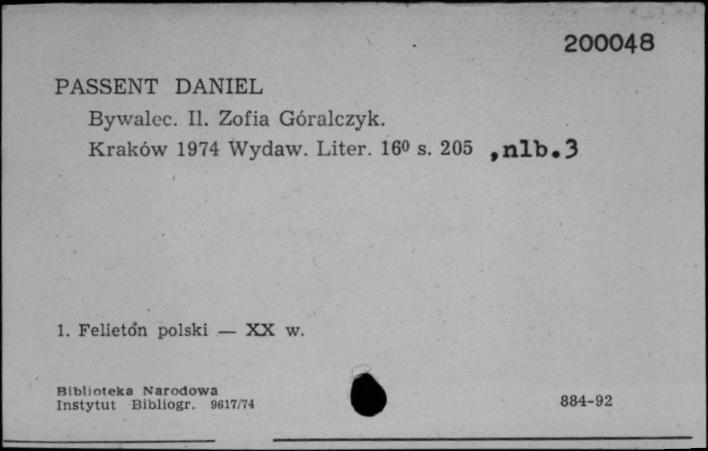 200048
PASSENT DANIEL
Bywalec. Il. Zofia Góralczyk.
Kraków 1974 Wydaw. Liter. 16⁰ s. 205 ,nlb.3
1. Felieton polski — XX w.
Biblioteka Narodowa
Instytut Bibliogr. 9617/74
884-92